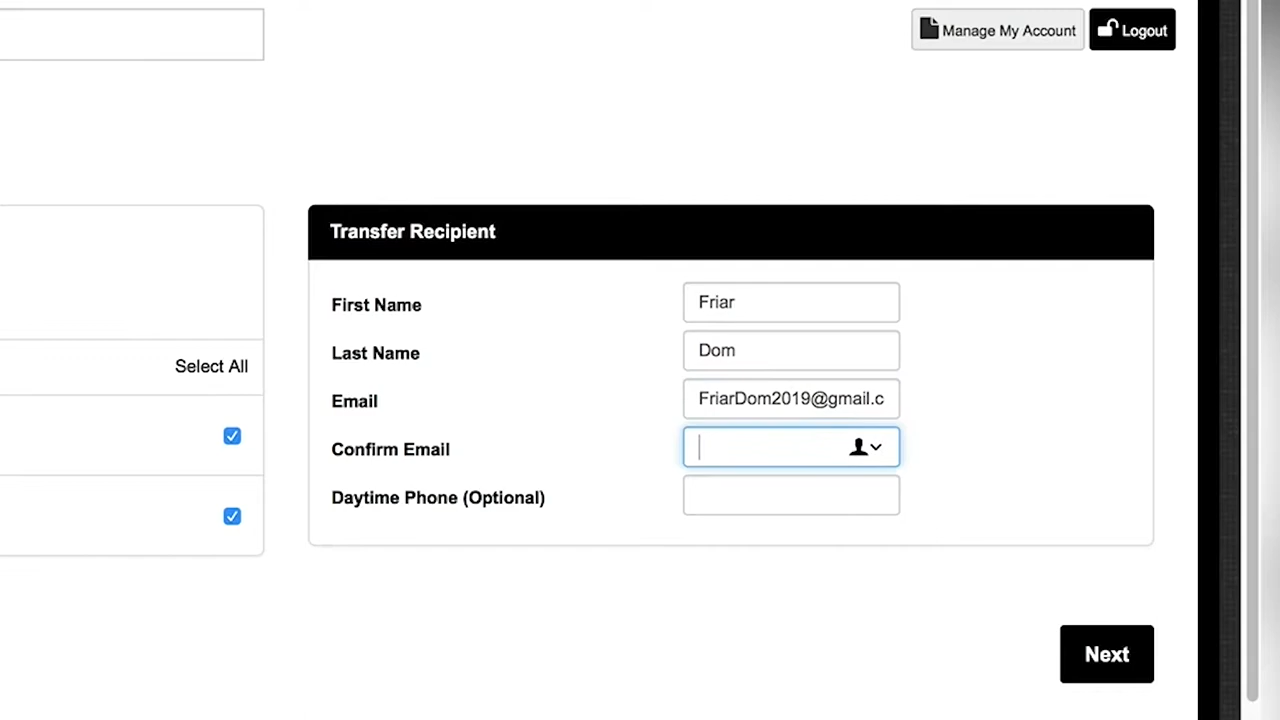 Manage My Account
Logout
Transfer Recipient
First Name
Friar
Last Name
Dom
Select All
Email
FriarDom2019@gmail.c
Confirm Email
Daytime Phone (Optional)
Next